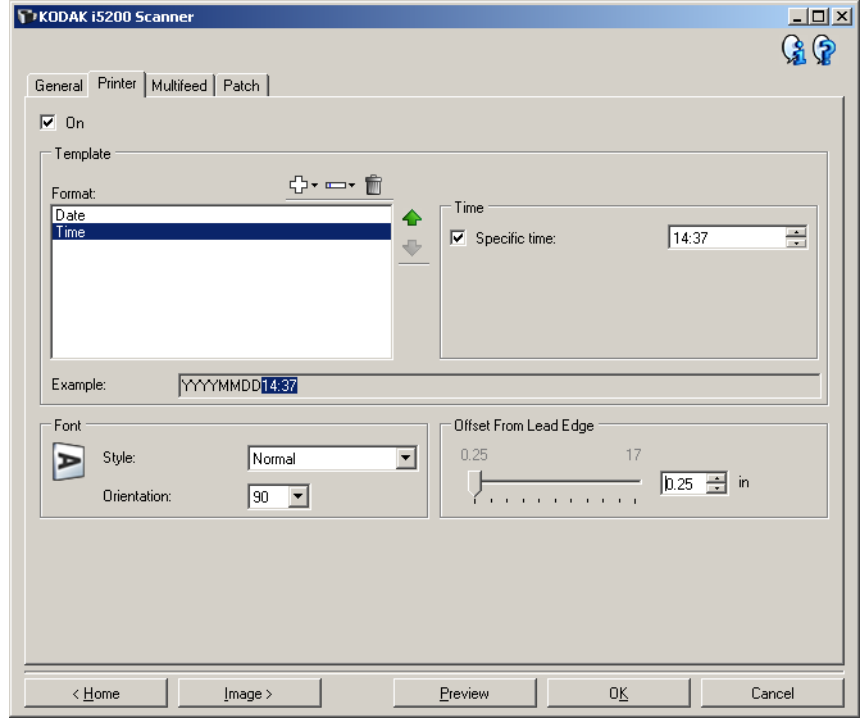 KODAK i5200 Scanner
General Printer Multifeed Patch
On
Template
Format:
Date
Time
Time
Specific time: 14:37
Example: YYYYMMDD14:37
Font
Style: Normal
Orientation: 90
Offset From Lead Edge
0.25 17
0.25 in
< Home Image > Preview OK Cancel